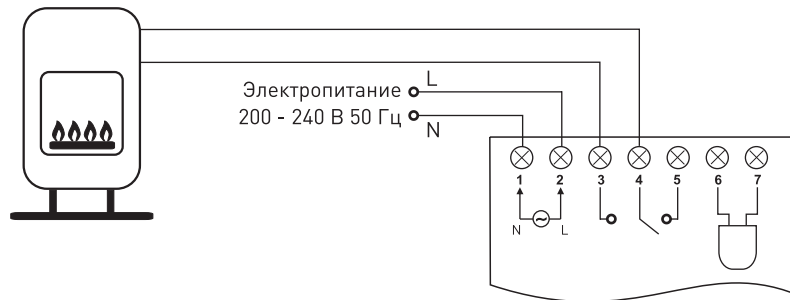 L
Электропитание
200 - 240 В 50 Гц
N
1 2 3 4 5 6 7
N L